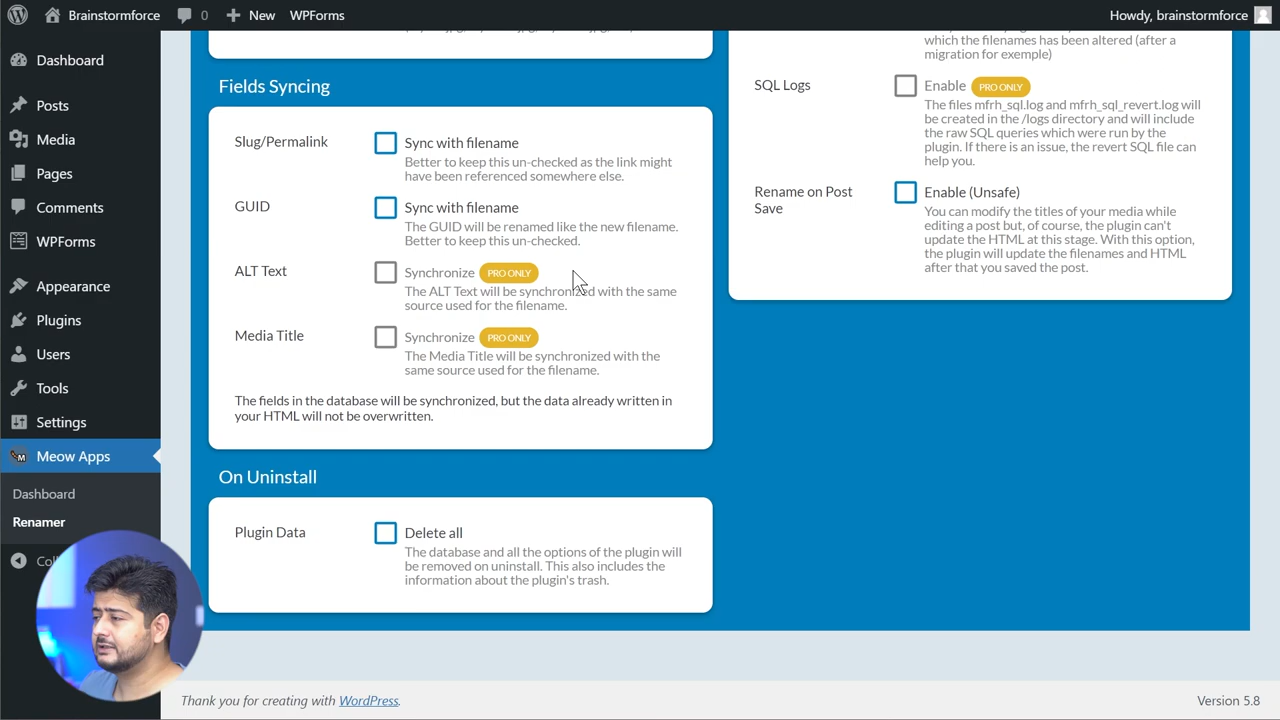 Brainstormforce
0
New
WPForms
Howdy, brainstormforce
Dashboard
Posts
Media
Pages
Comments
WPForms
Appearance
Plugins
Users
Tools
Settings
Meow Apps
Dashboard
Renamer
Fields Syncing
Slug/Permalink
Sync with filename
Better to keep this un-checked as the link might
have been referenced somewhere else.
GUID
Sync with filename
The GUID will be renamed like the new filename.
Better to keep this un-checked.
ALT Text
Synchronize PRO ONLY
The ALT Text will be synchronized with the same
source used for the filename.
Media Title
Synchronize PRO ONLY
The Media Title will be synchronized with the
same source used for the filename.
The fields in the database will be synchronized, but the data already written in
your HTML will not be overwritten.
On Uninstall
Plugin Data
Delete all
The database and all the options of the plugin will
be removed on uninstall. This also includes the
information about the plugin's trash.
which the filenames has been altered (after a
migration for exemple)
SQL Logs
Enable PRO ONLY
The files mfrh_sql.log and mfrh_sql_revert.log will
be created in the /logs directory and will include
the raw SQL queries which were run by the
plugin. If there is an issue, the revert SQL file can
help you.
Rename on Post
Save
Enable (Unsafe)
You can modify the titles of your media while
editing a post but, of course, the plugin can't
update the HTML at this stage. With this option,
the plugin will update the filenames and HTML
after that you saved the post.
Thank you for creating with WordPress.
Version 5.8